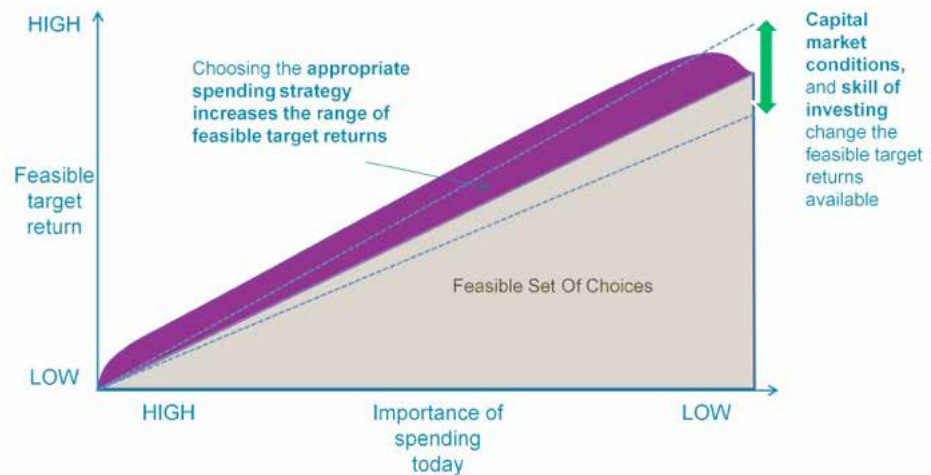 HIGH
Choosing the appropriate
spending strategy
increases the range of
feasible target returns
Capital
market
conditions,
and skill of
investing
change the
feasible target
returns
available
Feasible
target
return
Feasible Set Of Choices
LOW
HIGH
Importance of
spending
today
LOW